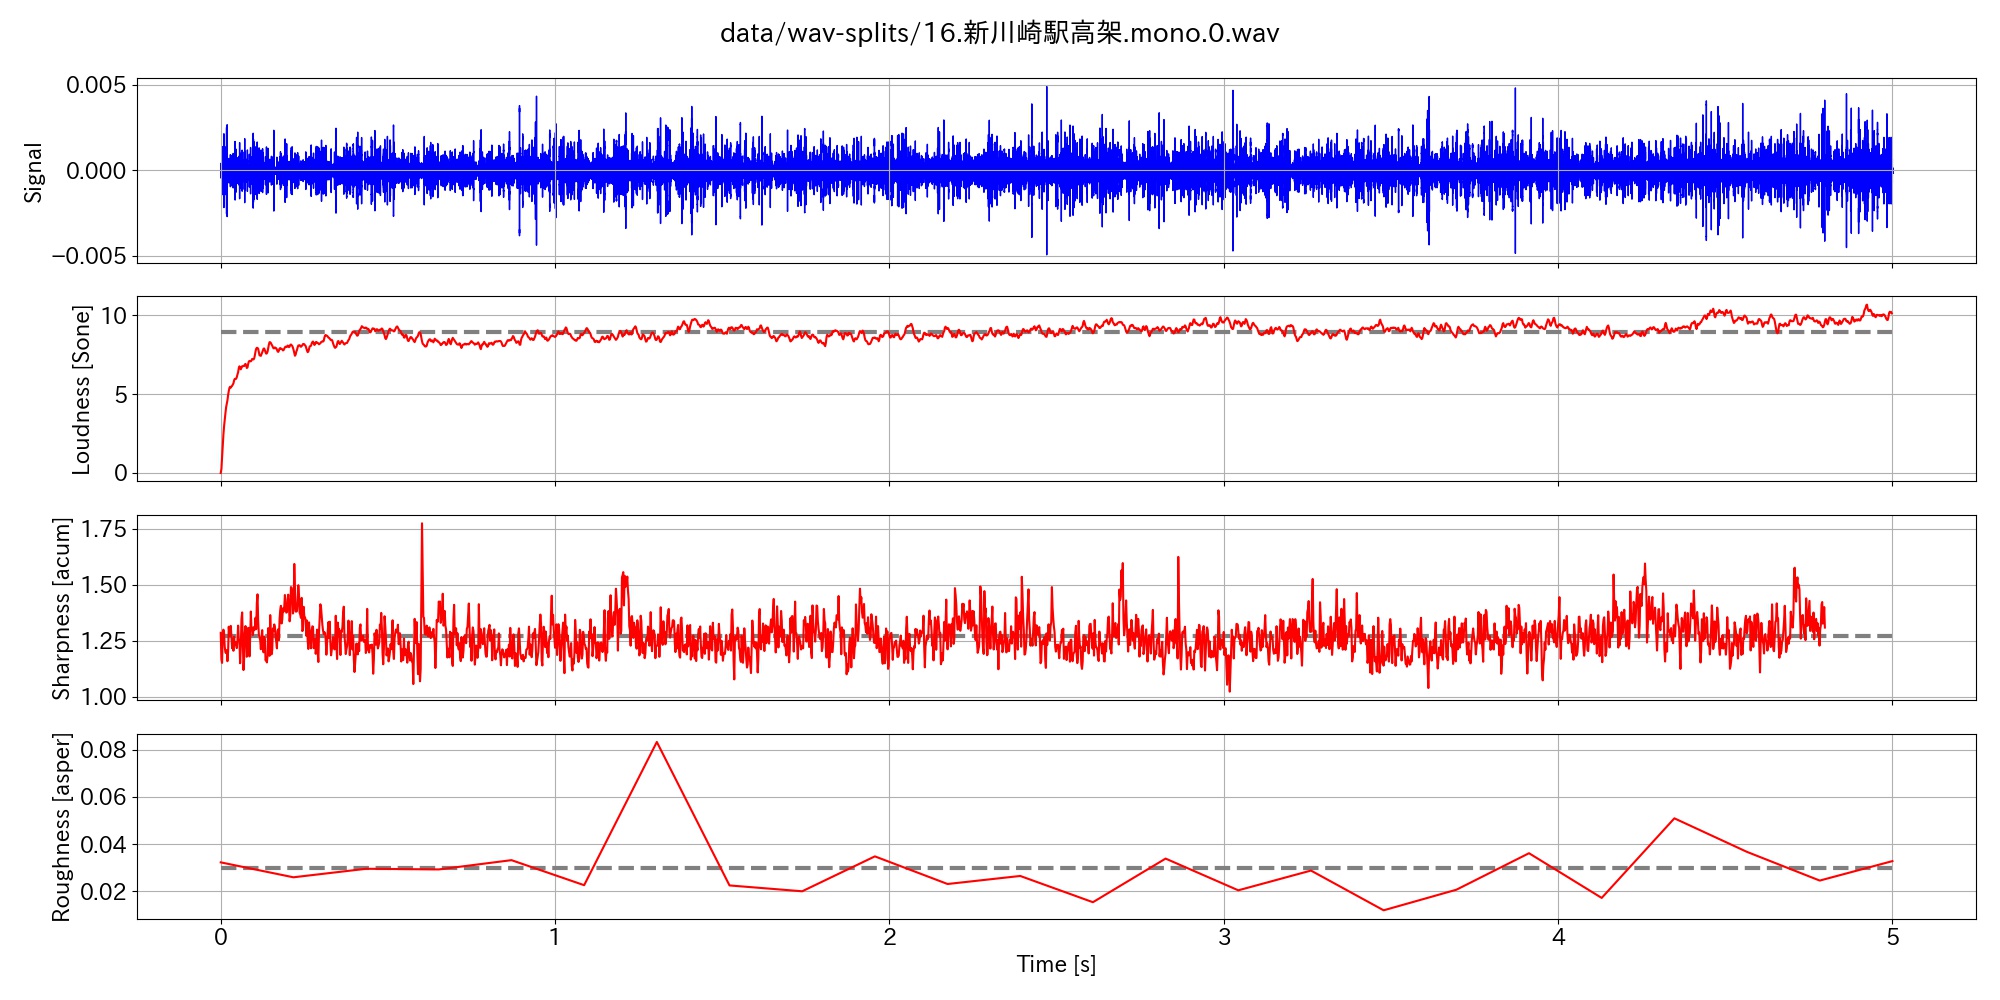 data/wav-splits/16.新川崎駅高架.mono.0.wav
Signal
0.005
0.000
−0.005
Loudness [Sone]
10
5
0
Sharpness [acum]
1.75
1.50
1.25
1.00
Roughness [asper]
0.08
0.06
0.04
0.02
0 1 2 3 4 5
Time [s]